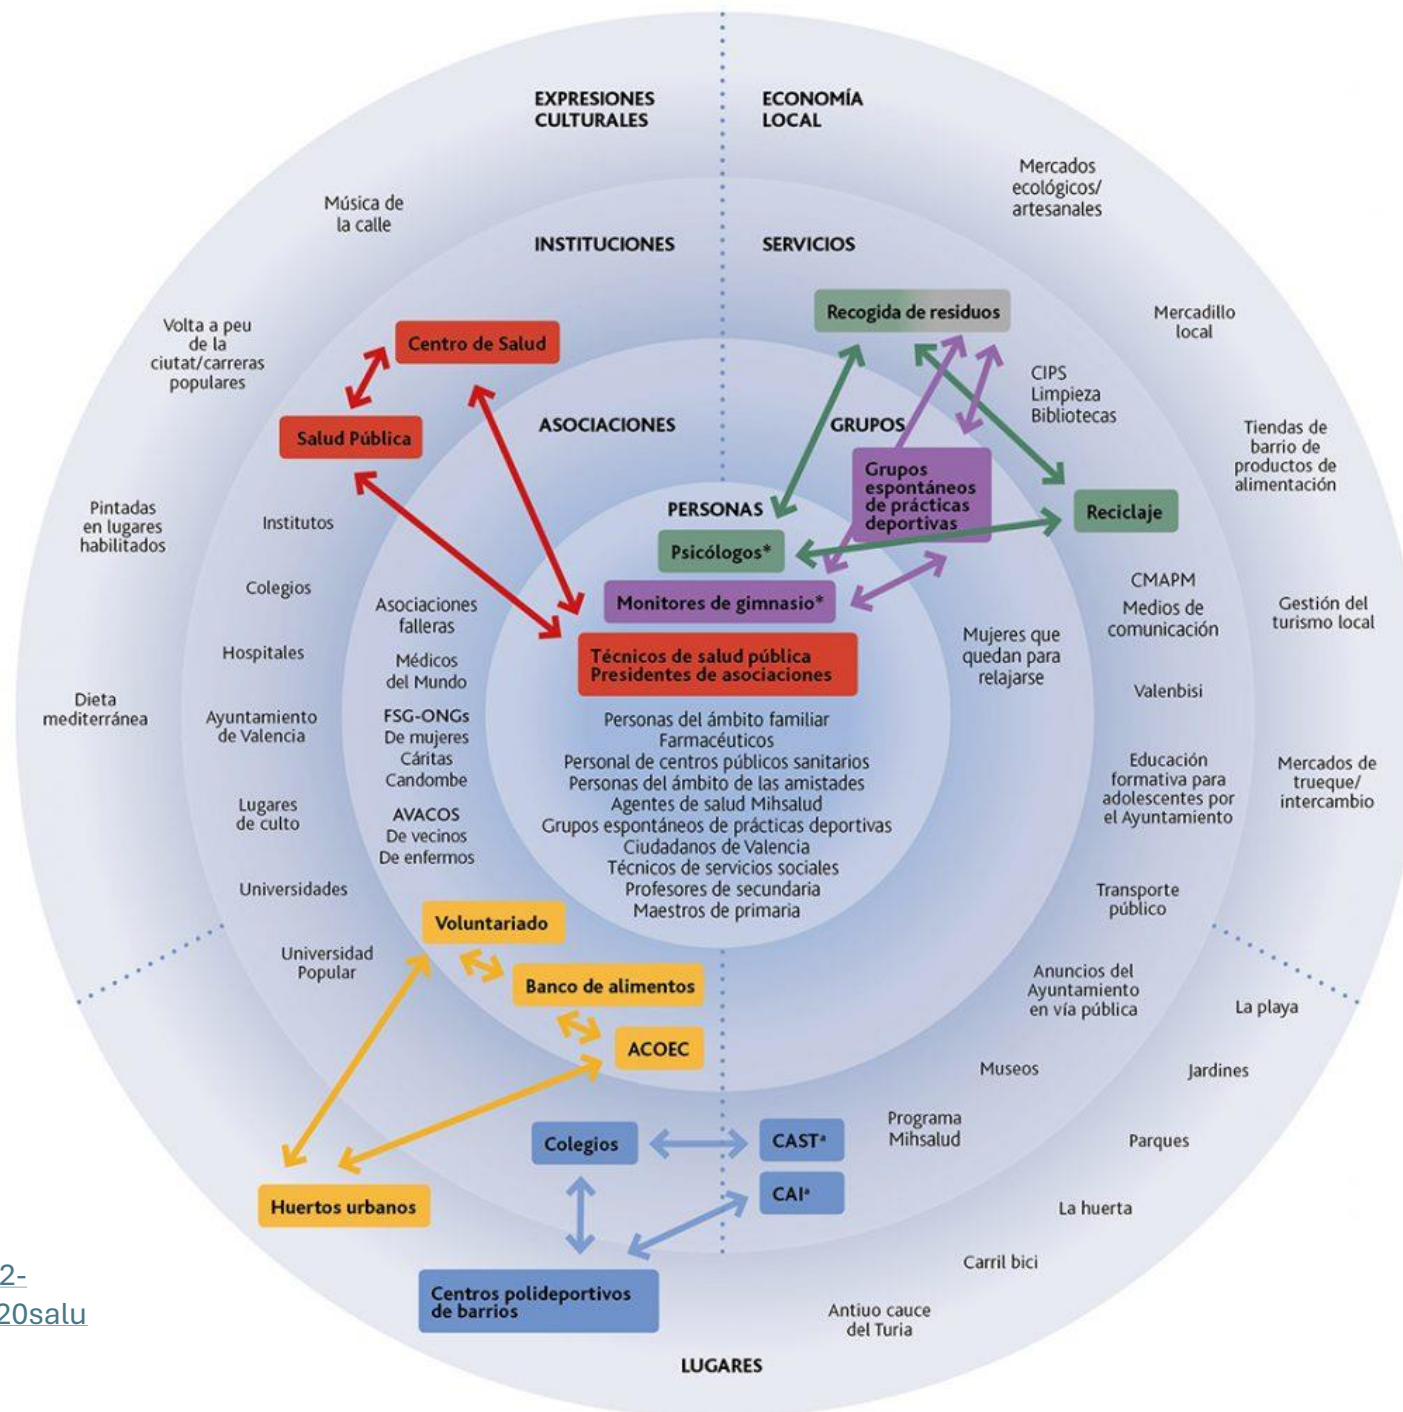 EXPRESIONES
CULTURALES
ECONOMÍA
LOCAL
Mercados
ecológicos/
artesanales
Música de
la calle
INSTITUCIONES
SERVICIOS
Recogida de residuos
Mercadillo
local
Volta a peu
de la
ciutat/carreras
populares
Centro de Salud
CIPS
Limpieza
Bibliotecas
Salud Pública
ASOCIACIONES
GRUPOS
Tiendas de
barrio de
productos de
alimentación
Grupos
espontáneos
de prácticas
deportivas
Pintadas
en lugares
habilitados
Institutos
PERSONAS
Reciclaje
Psicólogos*
Colegios
Asociaciones
falleras
Monitores de gimnasio*
CMAPM
Medios de
comunicación
Gestión del
turismo local
Hospitales
Médicos
del Mundo
Técnicos de salud pública
Presidentes de asociaciones
Mujeres que
quedan para
relajarse
Valenbisi
Dieta
mediterránea
Ayuntamiento
de Valencia
FSG-ONGs
De mujeres
Cáritas
Candombe
Personas del ámbito familiar
Farmacéuticos
Personal de centros públicos sanitarios
Personas del ámbito de las amistades
Agentes de salud Mihsalud
Grupos espontáneos de prácticas deportivas
Ciudadanos de Valencia
Técnicos de servicios sociales
Profesores de secundaria
Maestros de primaria
Educación
formativa para
adolescentes por
el Ayuntamiento
Mercados de
trueque/
intercambio
Lugares
de culto
AVACOS
De vecinos
De enfermos
Universidades
Transporte
público
Voluntariado
Universidad
Popular
Banco de alimentos
Anuncios del
Ayuntamiento
en vía pública
La playa
ACOEC
Museos
Jardines
Colegios
CASTª
Programa
Mihsalud
Parques
CAIª
Huertos urbanos
La huerta
Carril bici
2-
20salu
Centros polideportivos
de barrios
Antiuo cauce
del Turia
LUGARES